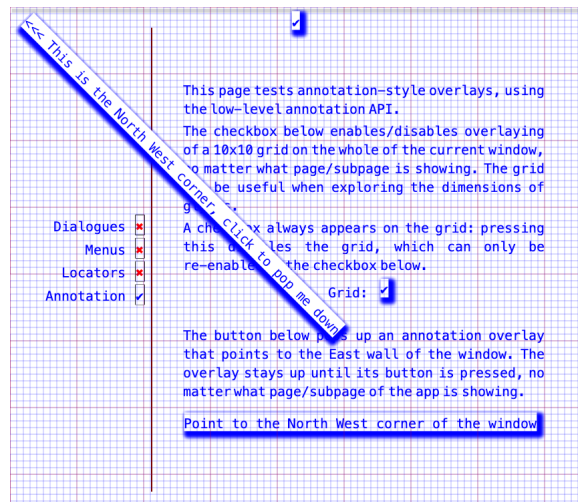 <<< This is the North West corner, click to pop me down
This page tests annotation-style overlays, using
the low-level annotation API.
The checkbox below enables/disables overlaying
of a 10x10 grid on the whole of the current window,
matter what page/subpage is showing. The grid
be useful when exploring the dimensions of
A always appears on the grid: pressing
this the grid, which can only be
the checkbox below.
Grid:
The button below up an annotation overlay
that points to the East wall of the window. The
overlay stays up until its button is pressed, no
matter what page/subpage of the app is showing.
Point to the North West corner of the window
Dialogues
Menus
Locators
Annotation